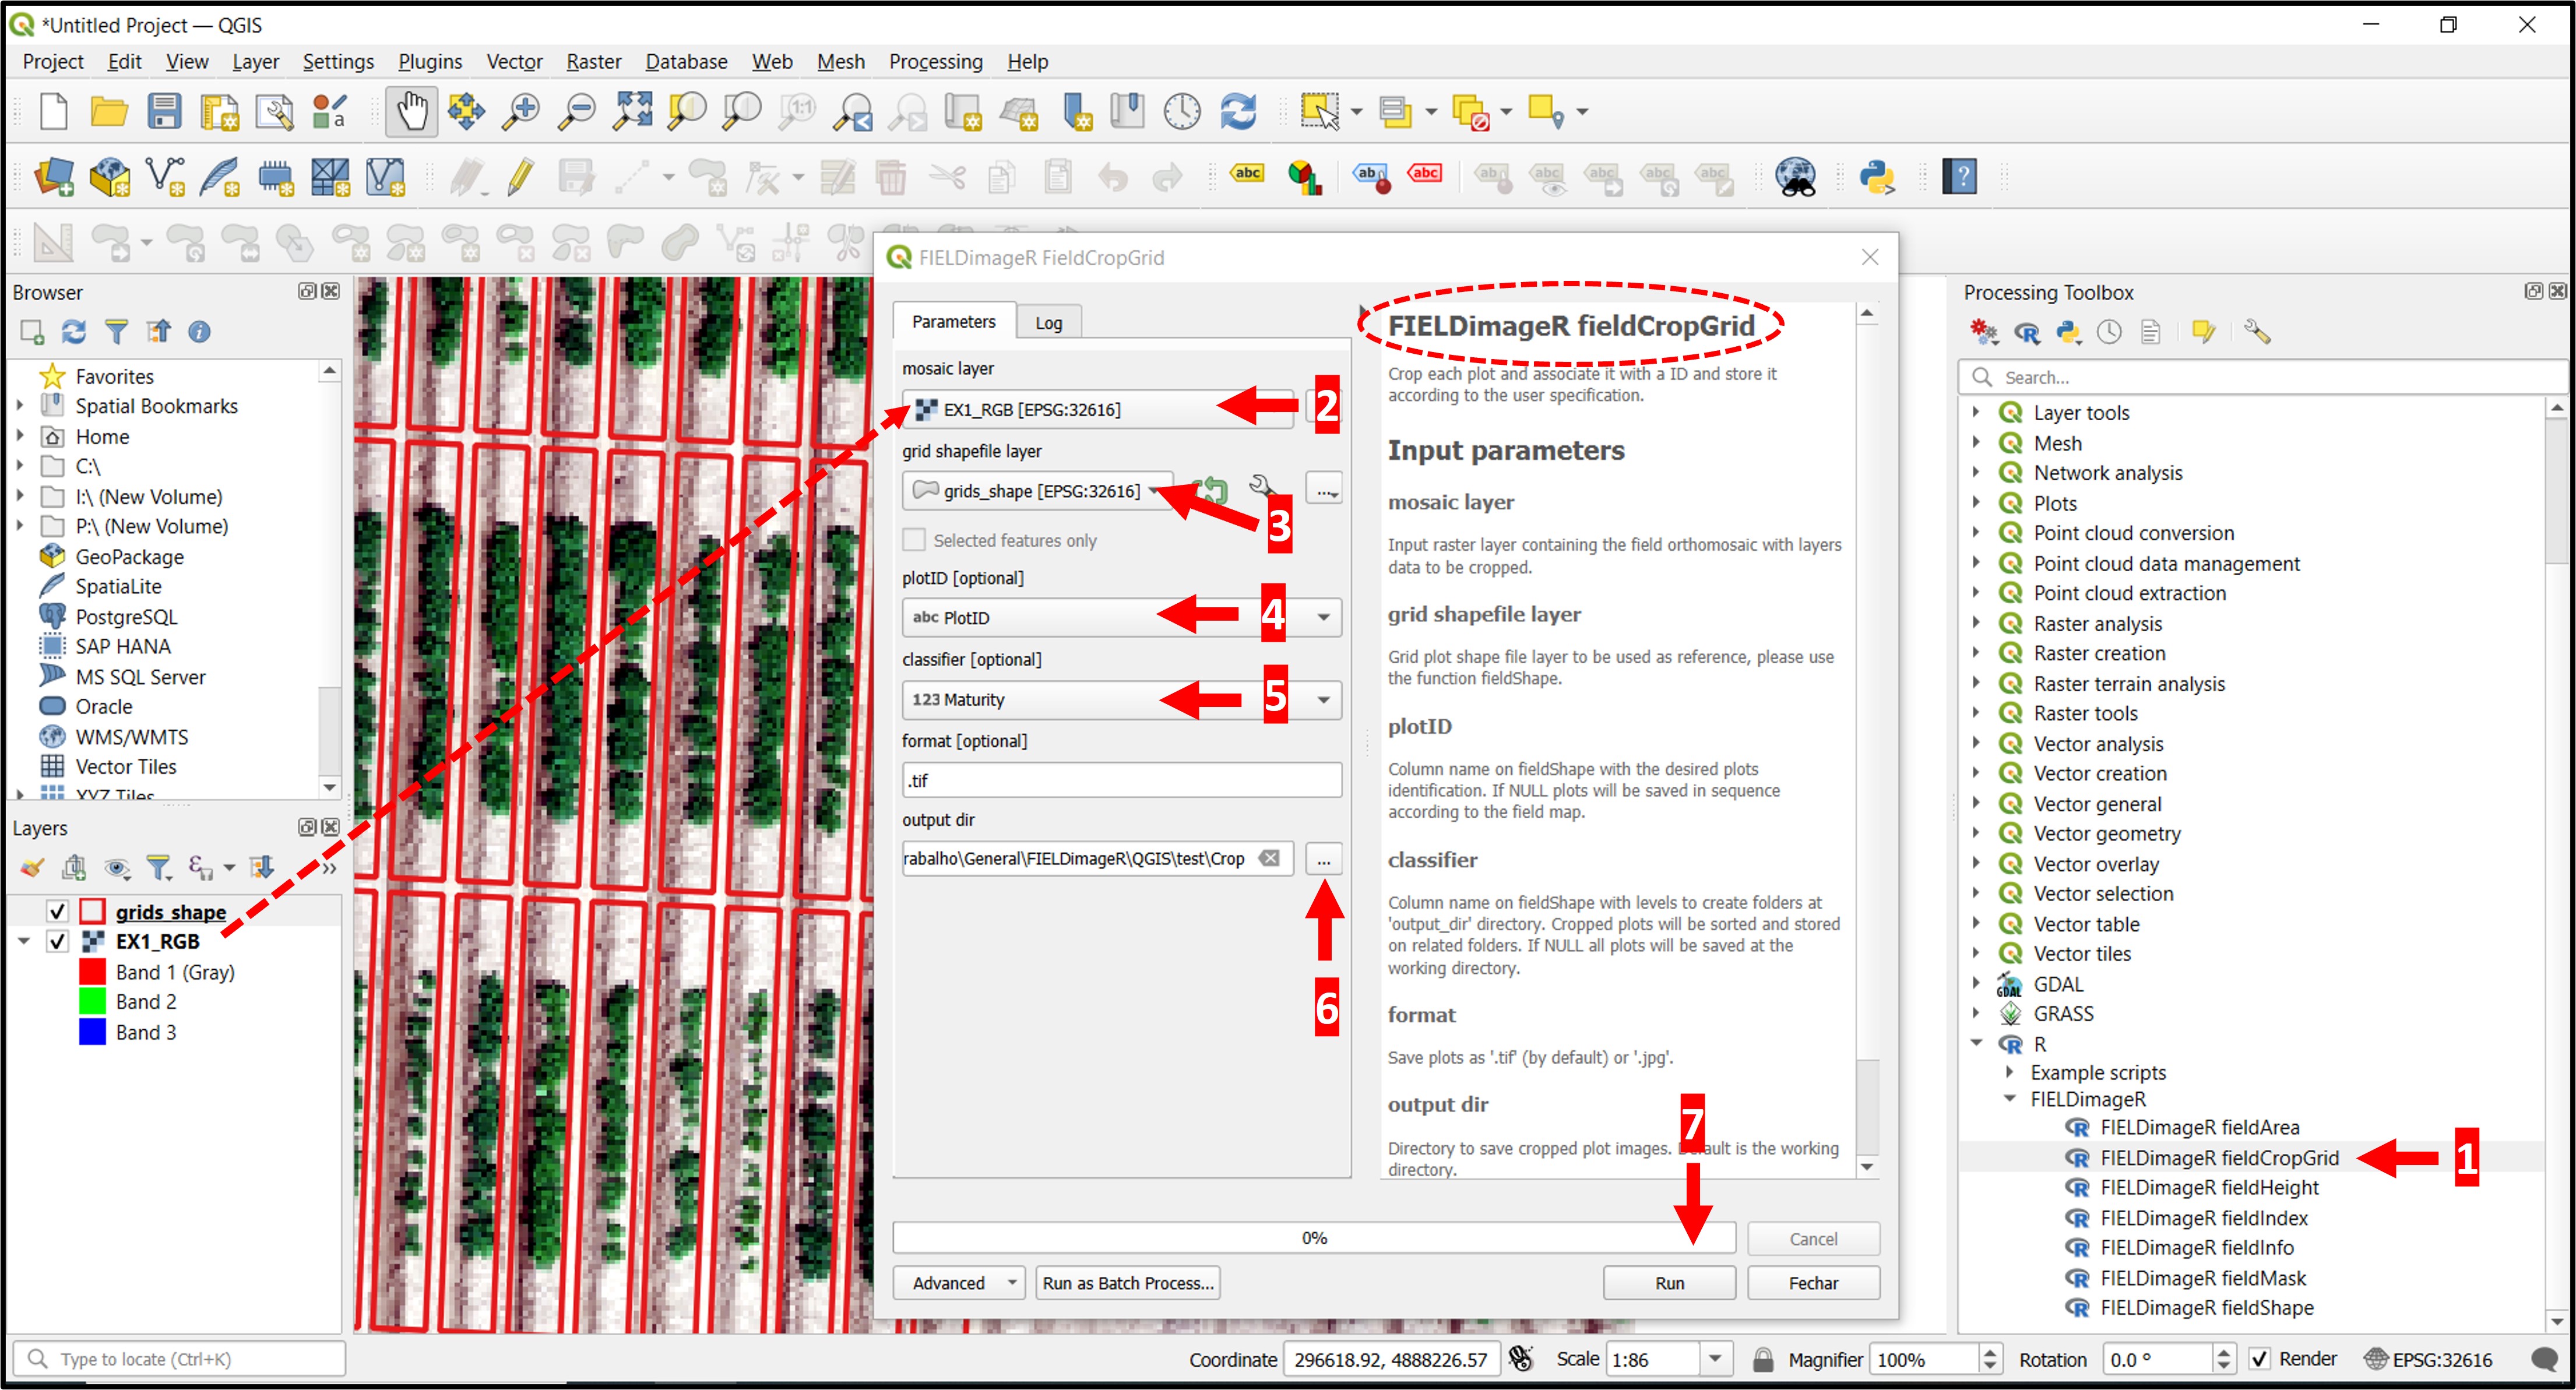 *Untitled Project — QGIS
Project Edit View Layer Settings Plugins Vector Raster Database Web Mesh Processing Help
Browser
Favorites
Spatial Bookmarks
Home
C:\
I:\ (New Volume)
P:\ (New Volume)
GeoPackage
SpatiaLite
PostgreSQL
SAP HANA
MS SQL Server
Oracle
WMS/WMTS
Vector Tiles
XYZ Tiles
Layers
grids_shape
EX1_RGB
Band 1 (Gray)
Band 2
Band 3
Type to locate (Ctrl+K)
FIELDimageR FieldCropGrid
Parameters Log
mosaic layer
EX1_RGB [EPSG:32616]
2
grid shapefile layer
grids_shape [EPSG:32616]
...
3
Selected features only
plotID [optional]
abc PlotID
4
classifier [optional]
123 Maturity
5
format [optional]
.tif
output dir
rabalho\General\FIELDimageR\QGIS\test\Crop
...
6
FIELDimageR fieldCropGrid
Crop each plot and associate it with a ID and store it
according to the user specification.
Input parameters
mosaic layer
Input raster layer containing the field orthomosaic with layers
data to be cropped.
grid shapefile layer
Grid plot shape file layer to be used as reference, please use
the function fieldShape.
plotID
Column name on fieldShape with the desired plots
identification. If NULL plots will be saved in sequence
according to the field map.
classifier
Column name on fieldShape with levels to create folders at
'output_dir' directory. Cropped plots will be sorted and stored
on related folders. If NULL all plots will be saved at the
working directory.
format
Save plots as '.tif' (by default) or '.jpg'.
output dir
7
Directory to save cropped plot images. Default is the working
directory.
0%
Cancel
Advanced Run as Batch Process... Run Fechar
Processing Toolbox
Search...
Layer tools
Mesh
Network analysis
Plots
Point cloud conversion
Point cloud data management
Point cloud extraction
Raster analysis
Raster creation
Raster terrain analysis
Raster tools
Vector analysis
Vector creation
Vector general
Vector geometry
Vector overlay
Vector selection
Vector table
Vector tiles
GDAL
GRASS
R
Example scripts
FIELDimageR
FIELDimageR fieldArea
FIELDimageR fieldCropGrid
1
FIELDimageR fieldHeight
FIELDimageR fieldIndex
FIELDimageR fieldInfo
FIELDimageR fieldMask
FIELDimageR fieldShape
Coordinate 296618.92, 4888226.57 Scale 1:86 Magnifier 100% Rotation 0.0 ° Render EPSG:32616